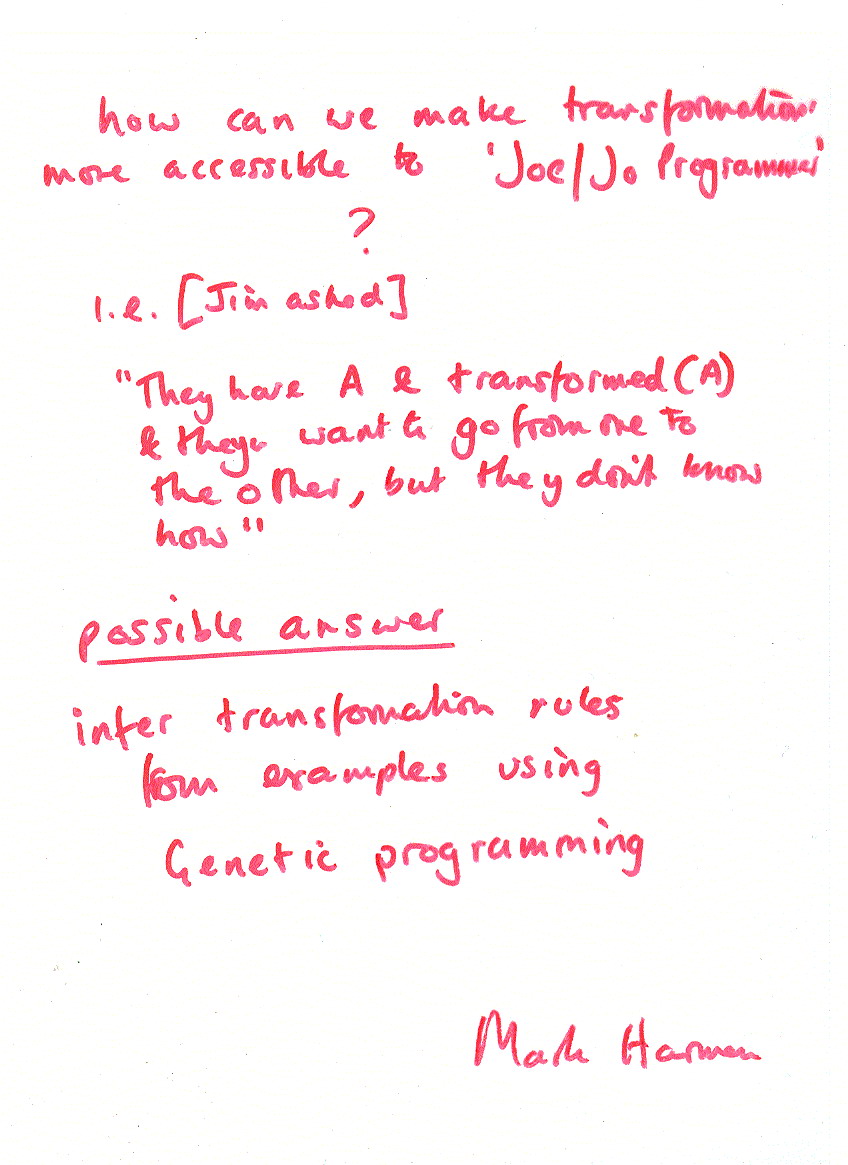 how can we make transformation
more accessible to 'Joe/Jo Programmer'
?
i.e. [Jim asked]
"They have A & transformed(A)
& they want to go from one to
the other, but they don't know
how"
possible answer
infer transfomation rules
from examples using
Genetic programming
Mark Harman